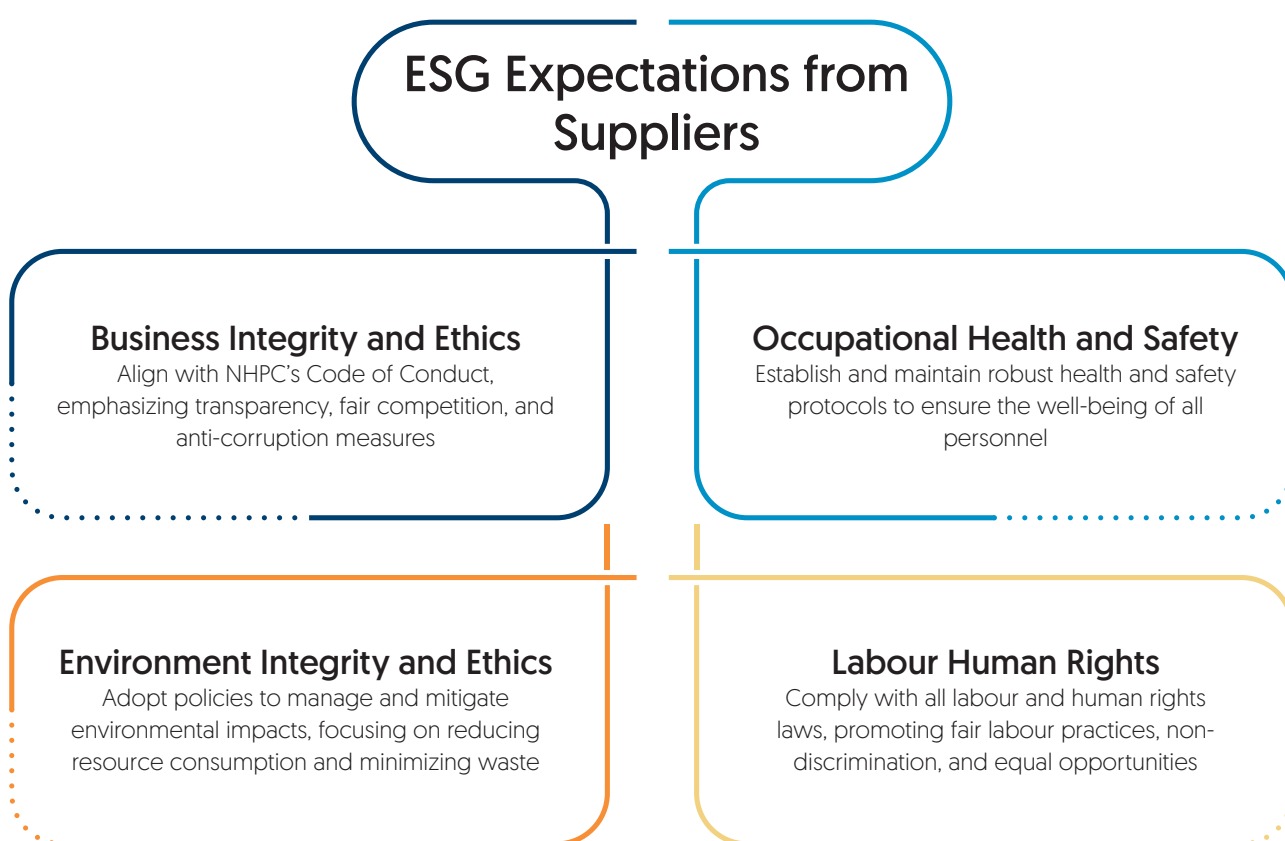 ESG Expectations from
Suppliers
Business Integrity and Ethics
Align with NHPC's Code of Conduct,
emphasizing transparency, fair competition, and
anti-corruption measures
Occupational Health and Safety
Establish and maintain robust health and safety
protocols to ensure the well-being of all
personnel
Environment Integrity and Ethics
Adopt policies to manage and mitigate
environmental impacts, focusing on reducing
resource consumption and minimizing waste
Labour Human Rights
Comply with all labour and human rights
laws, promoting fair labour practices, non-
discrimination, and equal opportunities